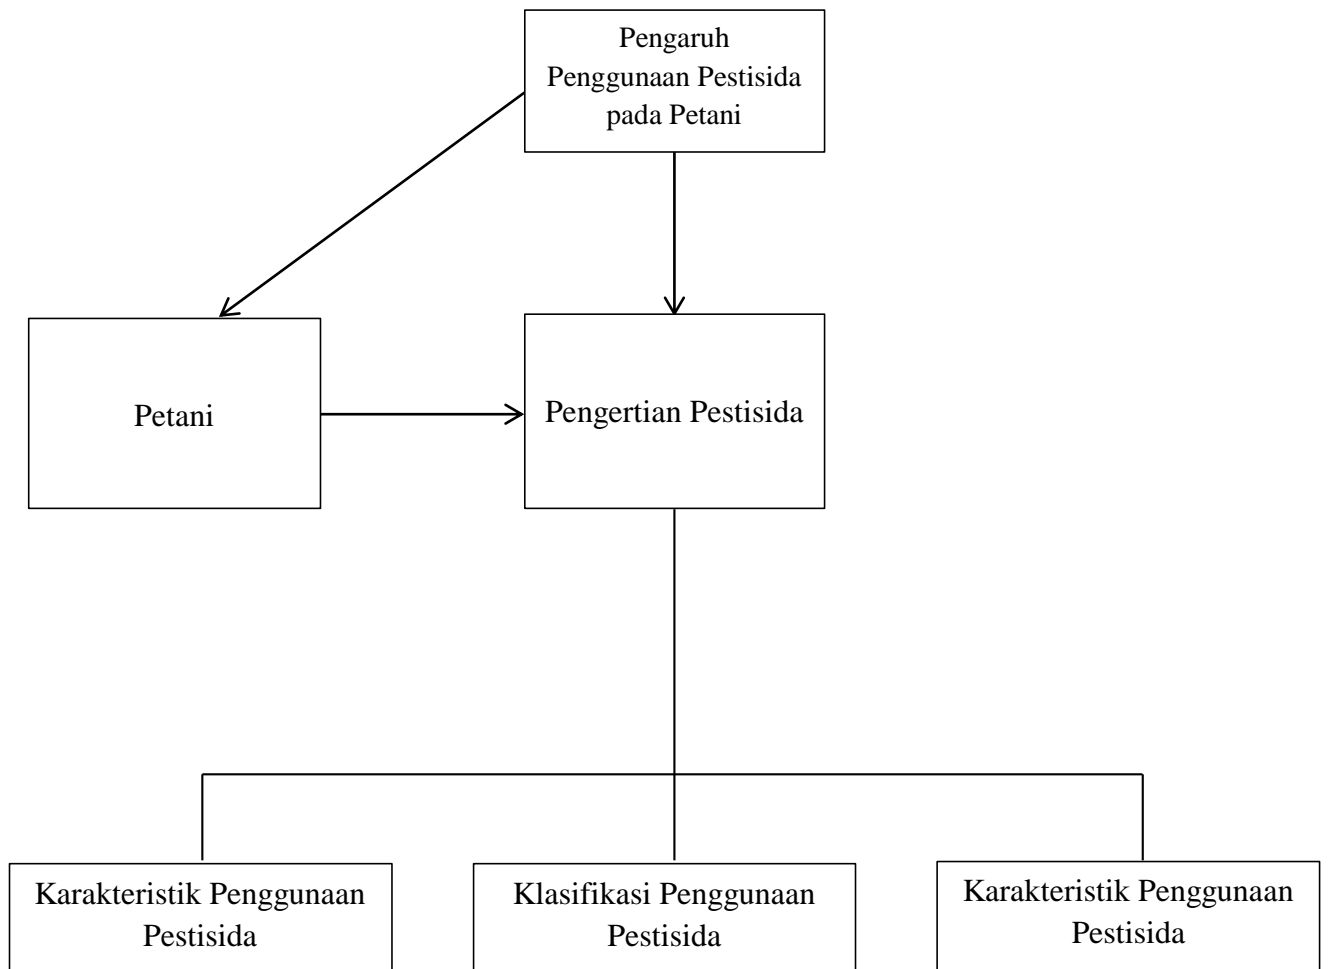 Pengaruh
Penggunaan Pestisida
pada Petani
Petani
Pengertian Pestisida
Karakteristik Penggunaan
Pestisida
Klasifikasi Penggunaan
Pestisida
Karakteristik Penggunaan
Pestisida